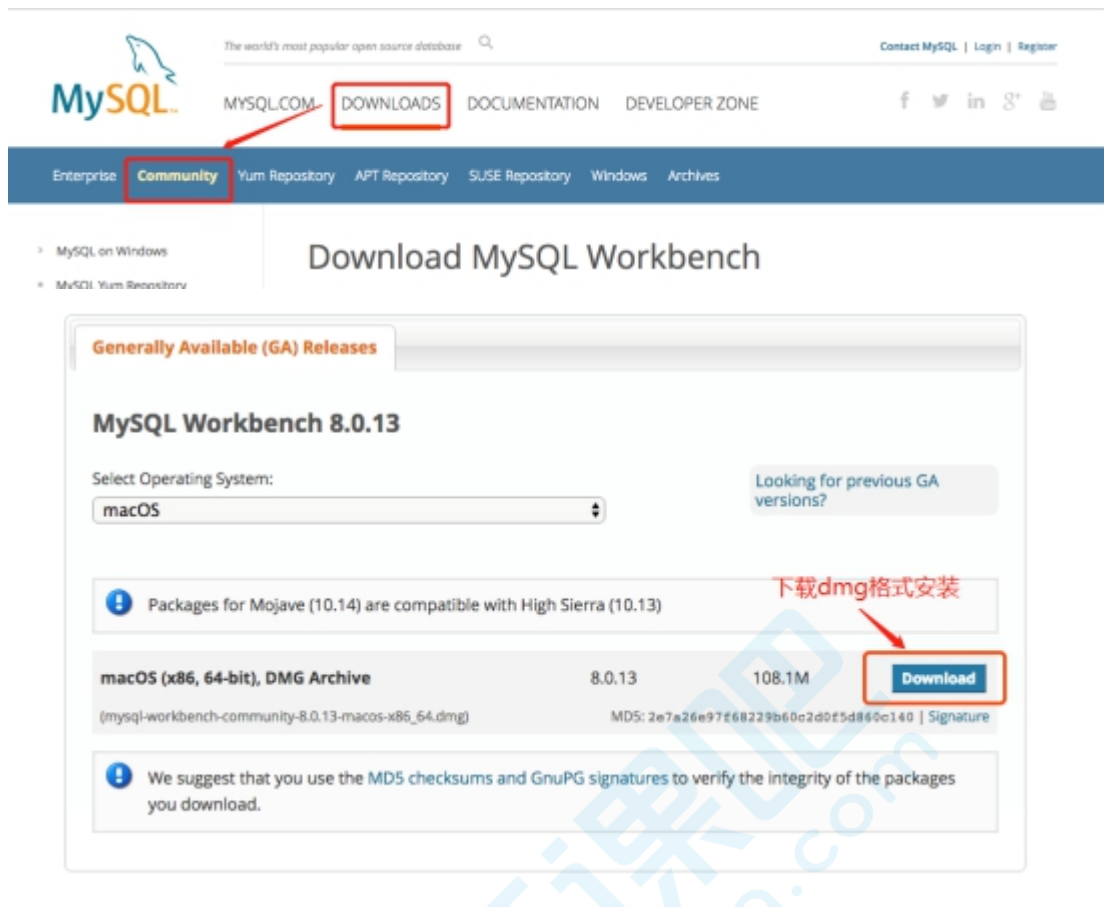 The world's most popular open source database
Contact MySQL | Login | Register
MySQL™
MYSQL.COM DOWNLOADS DOCUMENTATION DEVELOPER ZONE
Enterprise Community Yum Repository APT Repository SUSE Repository Windows Archives
MySQL on Windows
MySQL Yum Repository
Download MySQL Workbench
Generally Available (GA) Releases
MySQL Workbench 8.0.13
Select Operating System:
macOS
Looking for previous GA
versions?
下载dmg格式安装
Packages for Mojave (10.14) are compatible with High Sierra (10.13)
macOS (x86, 64-bit), DMG Archive 8.0.13 108.1M Download
(mysql-workbench-community-8.0.13-macos-x86_64.dmg) MD5: | Signature
We suggest that you use the MD5 checksums and GnuPG signatures to verify the integrity of the packages
you download.